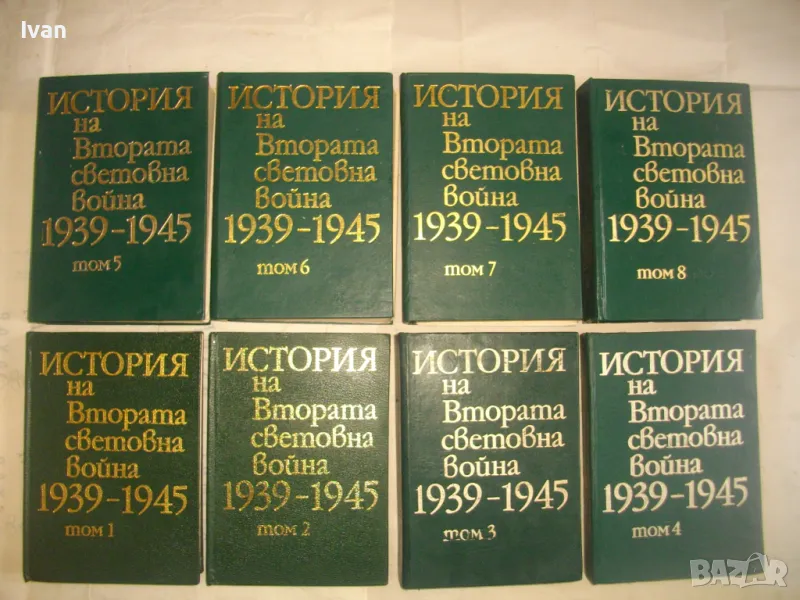 Ivan
ИСТОРИЯ
на
Втората
световна
война
1939-1945
том 5
ИСТОРИЯ
на
Втората
световна
война
1939-1945
том 6
ИСТОРИЯ
на
Втората
световна
война
1939-1945
том 7
ИСТОРИЯ
на
Втората
световна
война
1939-1945
том 8
ИСТОРИЯ
на
Втората
световна
война
1939-1945
том 1
ИСТОРИЯ
на
Втората
световна
война
1939-1945
том 2
ИСТОРИЯ
на
Втората
световна
война
1939-1945
том 3
ИСТОРИЯ
на
Втората
световна
война
1939-1945
том 4
BAZAR